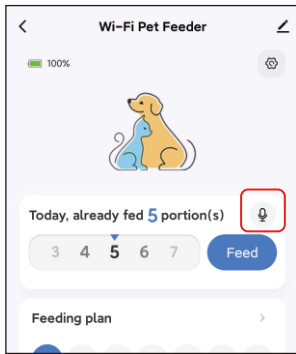 Wi-Fi Pet Feeder
100%
Today, already fed 5 portion(s)
3 4 5 6 7
Feed
Feeding plan